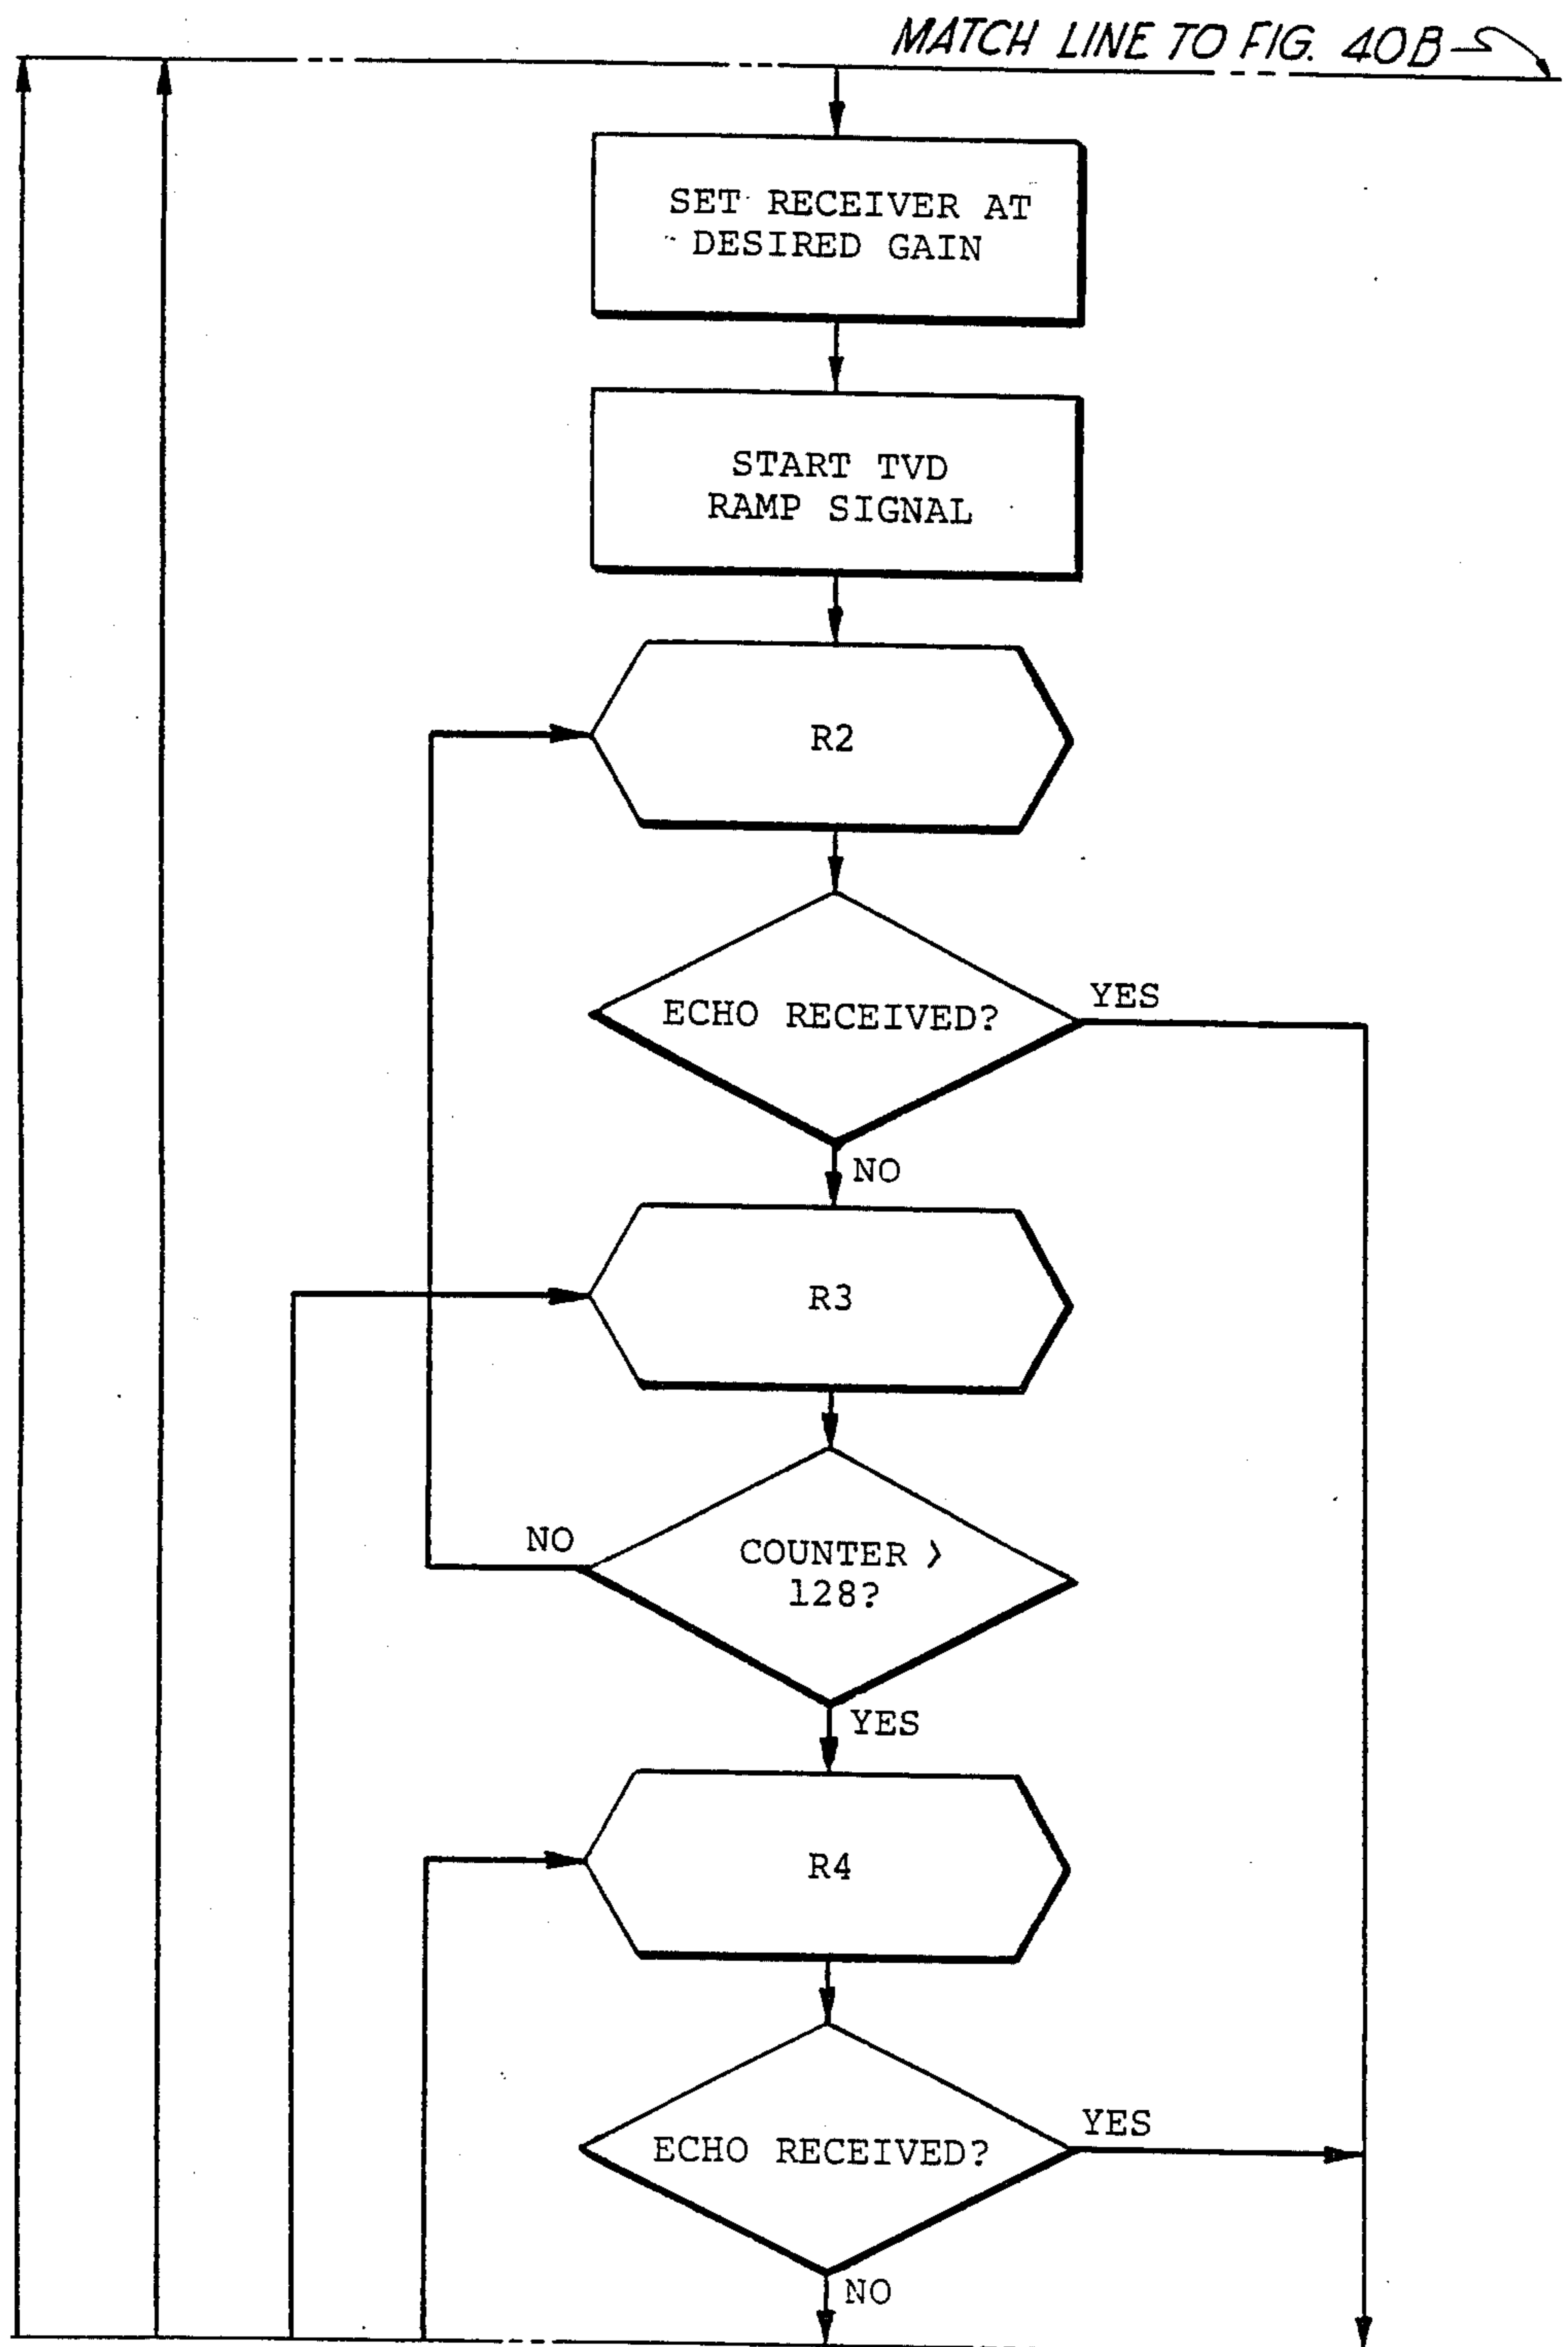 MATCH LINE TO FIG. 40B
SET RECEIVER AT
DESIRED GAIN
START TVD
RAMP SIGNAL
R2
ECHO RECEIVED?
YES
NO
R3
NO
COUNTER >
128?
YES
R4
ECHO RECEIVED?
YES
NO